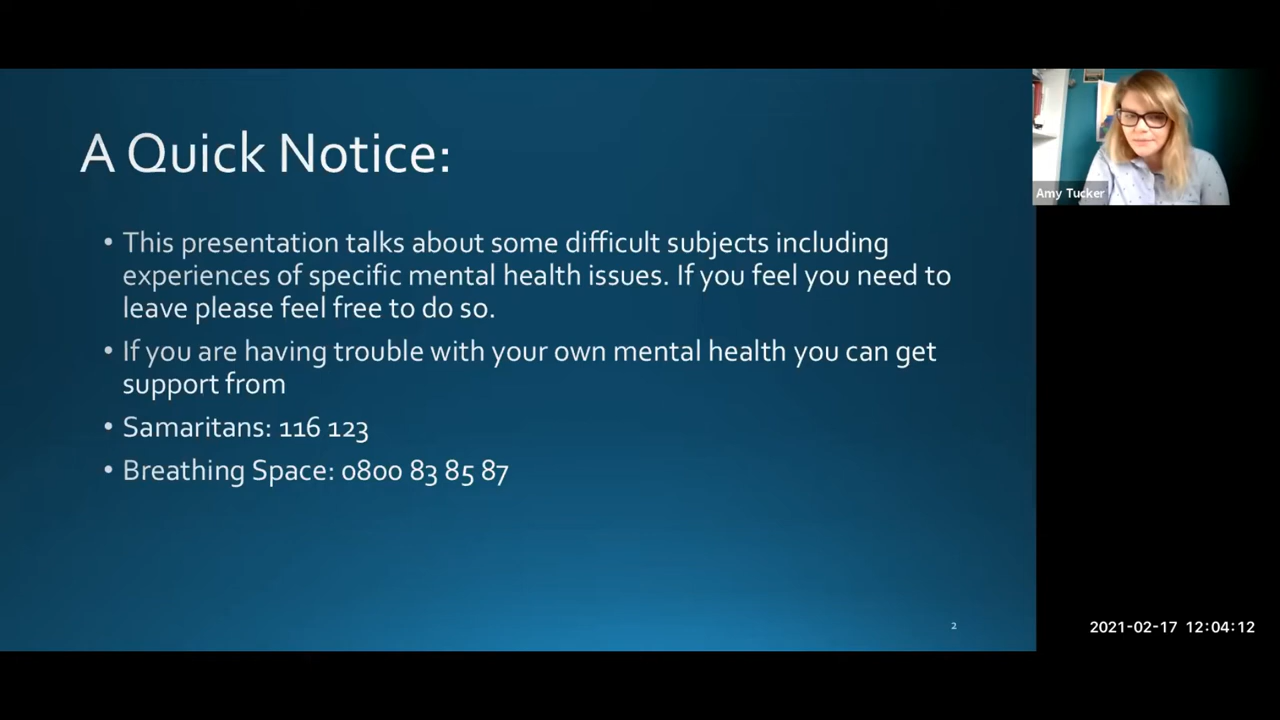 A Quick Notice:
• This presentation talks about some difficult subjects including
experiences of specific mental health issues. If you feel you need to
leave please feel free to do so.
• If you are having trouble with your own mental health you can get
support from
• Samaritans: 116 123
• Breathing Space: 0800 83 85 87
2
Amy Tucker
2021-02-17 12:04:12